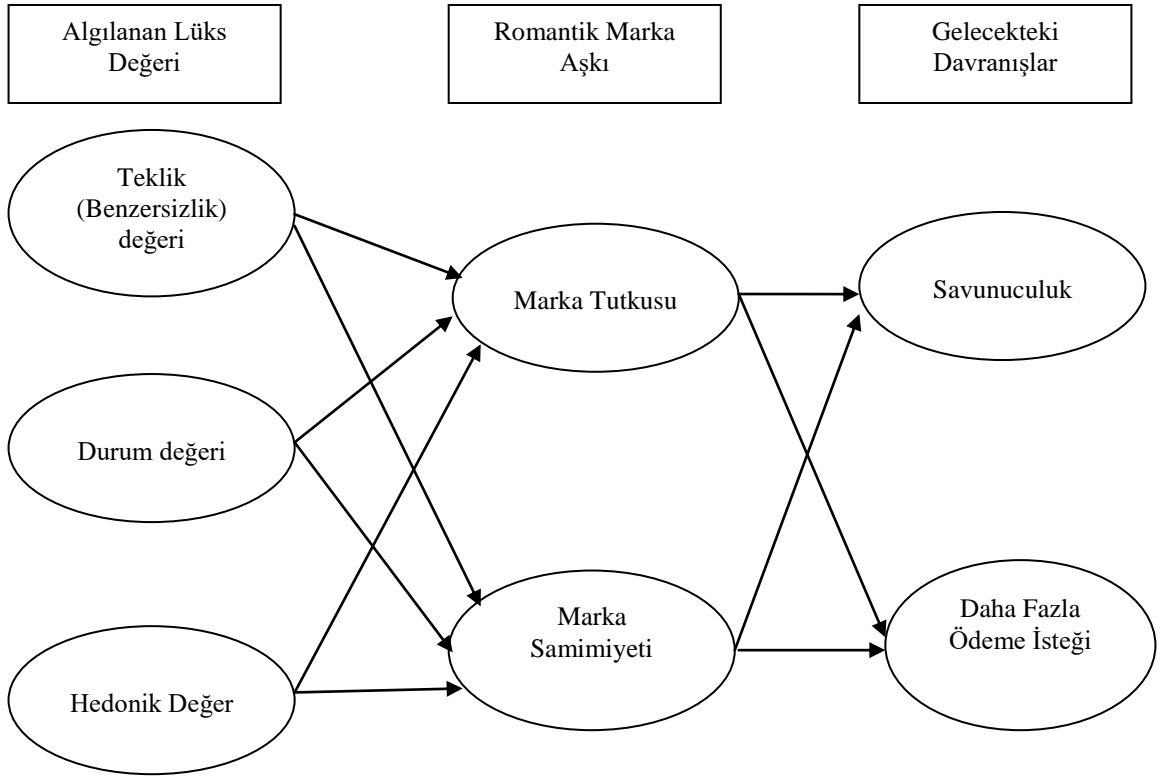 Algılanan Lüks
Değeri
Romantik Marka
Aşkı
Gelecekteki
Davranışlar
Teklik
(Benzersizlik)
değeri
Marka Tutkusu
Savunuculuk
Durum değeri
Marka
Samimiyeti
Daha Fazla
Ödeme İsteği
Hedonik Değer